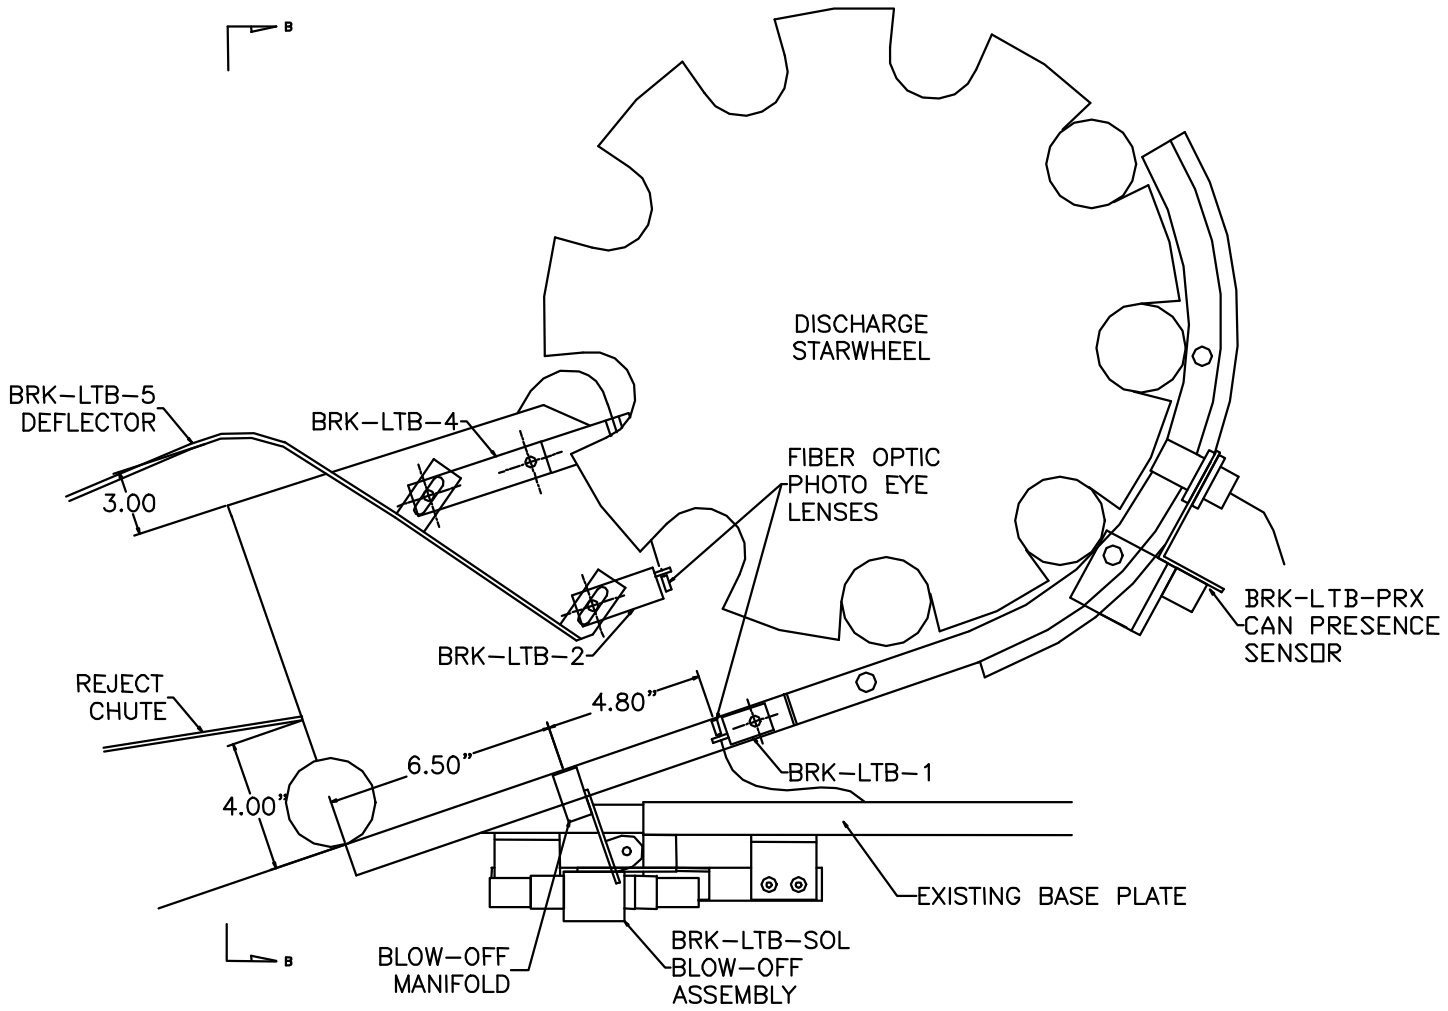 B
DISCHARGE
STARWHEEL
BRK-LTB-5
DEFLECTOR
BRK-LTB-4
FIBER OPTIC
PHOTO EYE
LENSES
3.00
BRK-LTB-PRX
CAN PRESENCE
SENSOR
BRK-LTB-2
REJECT
CHUTE
4.80"
6.50"
BRK-LTB-1
4.00"
EXISTING BASE PLATE
BLOW-OFF
MANIFOLD
BRK-LTB-SOL
BLOW-OFF
ASSEMBLY
B